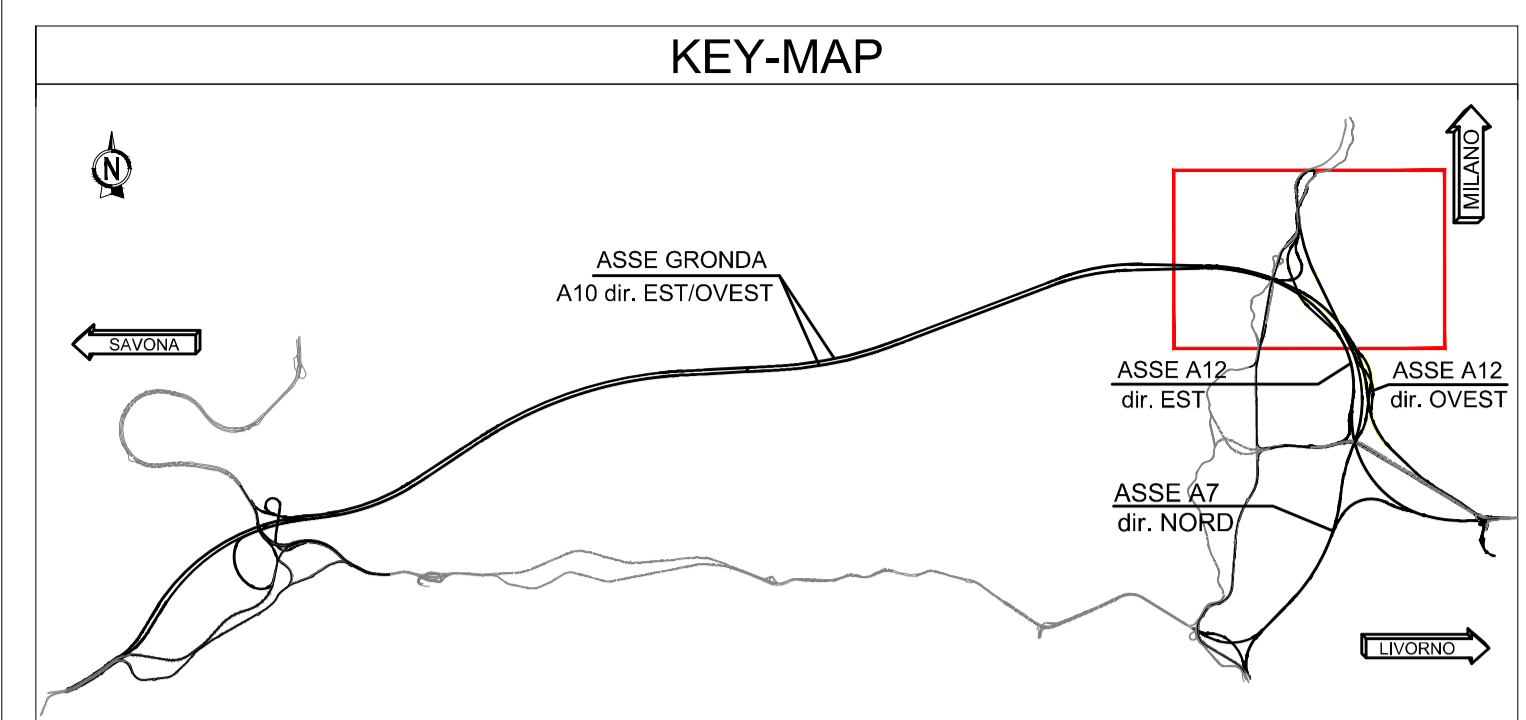 KEY-MAP
N
MILANO
ASSE GRONDA
A10 dir. EST/OVEST
SAVONA
ASSE A12
dir. EST
ASSE A12
dir. OVEST
ASSE A7
dir. NORD
LIVORNO